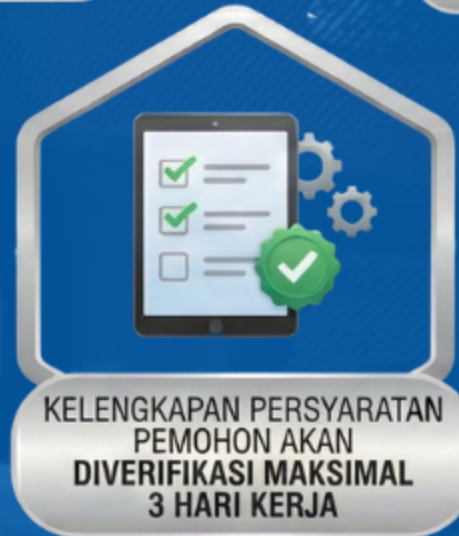 KELENGKAPAN PERSYARATAN
PEMOHON AKAN
DIVERIFIKASI MAKSIMAL
3 HARI KERJA